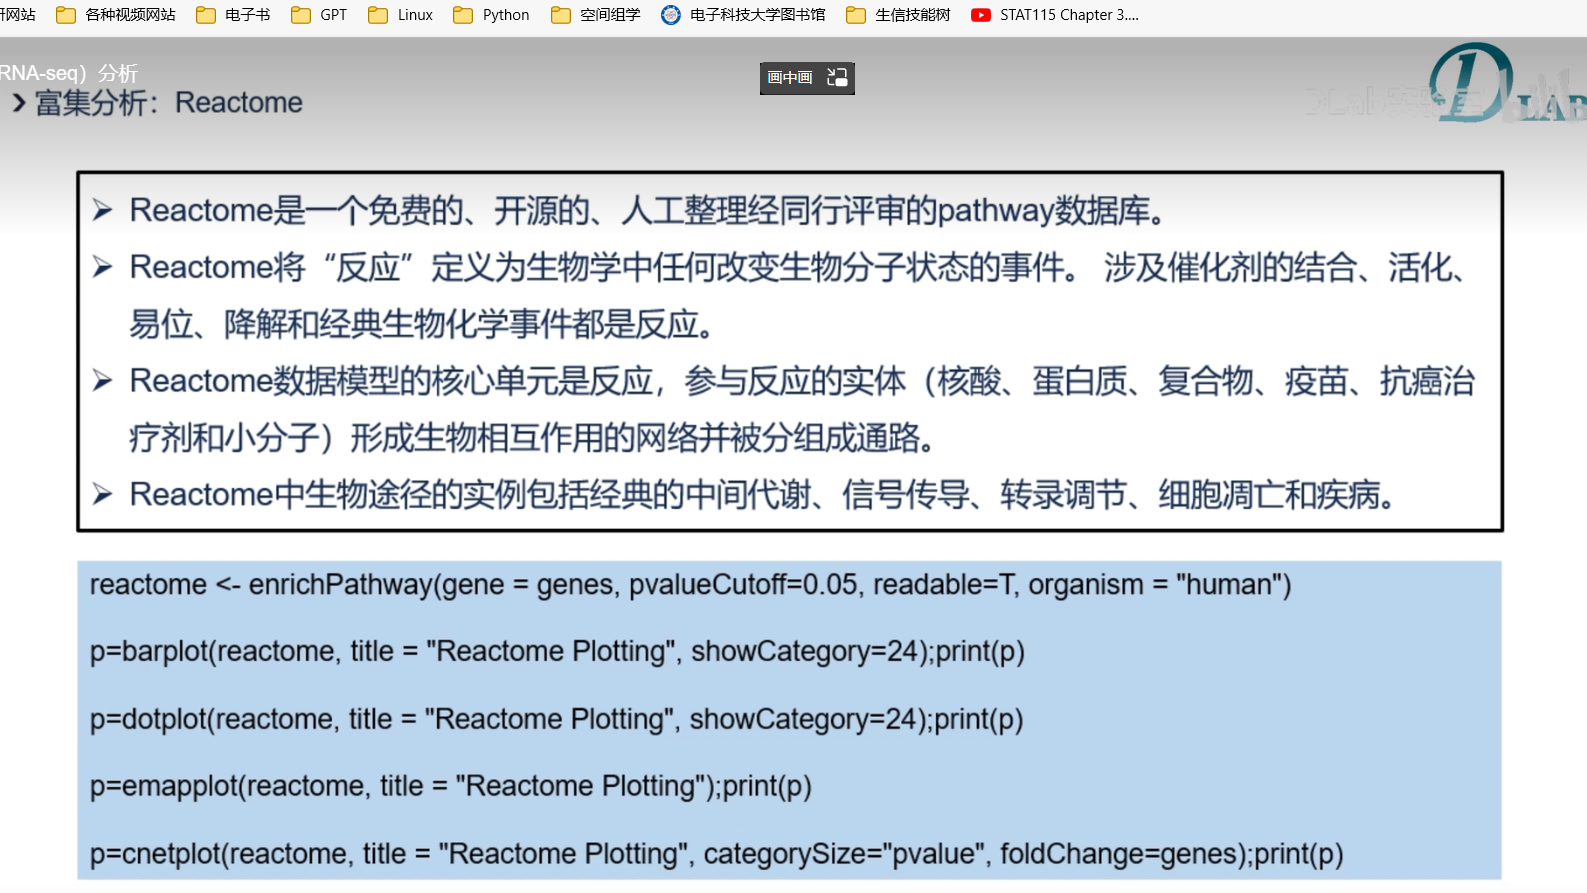 研网站 各种视频网站 电子书 GPT Linux Python 空间组学 电子科技大学图书馆 生信技能树 STAT115 Chapter 3....
RNA-seq）分析
画中画
富集分析：Reactome
DLab实验室
DLAB
Reactome是一个免费的、开源的、人工整理经同行评审的pathway数据库。
Reactome将“反应”定义为生物学中任何改变生物分子状态的事件。 涉及催化剂的结合、活化、
易位、降解和经典生物化学事件都是反应。
Reactome数据模型的核心单元是反应，参与反应的实体（核酸、蛋白质、复合物、疫苗、抗癌治
疗剂和小分子）形成生物相互作用的网络并被分组成通路。
Reactome中生物途径的实例包括经典的中间代谢、信号传导、转录调节、细胞凋亡和疾病。
reactome <- enrichPathway(gene = genes, pvalueCutoff=0.05, readable=T, organism = "human")
p=barplot(reactome, title = "Reactome Plotting", showCategory=24);print(p)
p=dotplot(reactome, title = "Reactome Plotting", showCategory=24);print(p)
p=emapplot(reactome, title = "Reactome Plotting");print(p)
p=cnetplot(reactome, title = "Reactome Plotting", categorySize="pvalue", foldChange=genes);print(p)